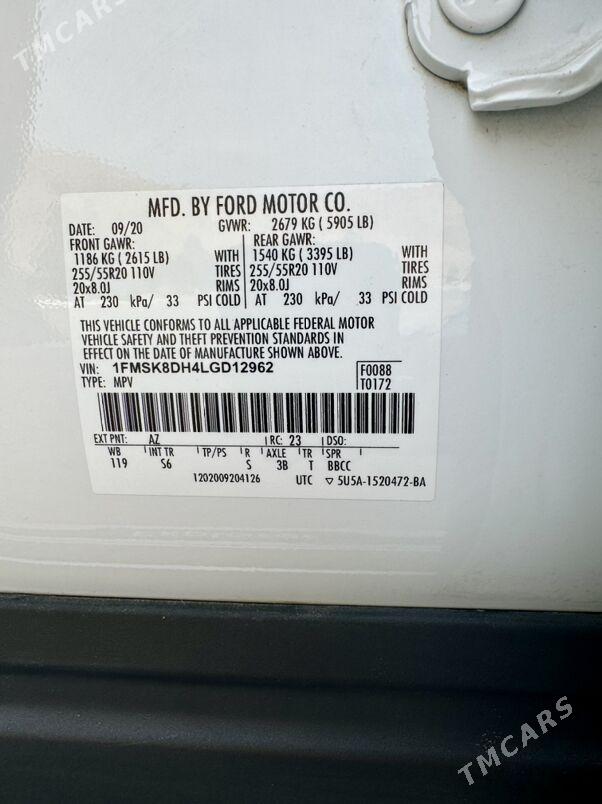 TMCARS
MFD. BY FORD MOTOR CO.
DATE: 09/20 GVWR: 2679 KG ( 5905 LB)
FRONT GAWR: REAR GAWR:
1186 KG ( 2615 LB) WITH 1540 KG ( 3395 LB) WITH
255/55R20 110V TIRES 255/55R20 110V TIRES
20x8.0J RIMS 20x8.0J RIMS
AT 230 kPa/ 33 PSI COLD AT 230 kPa/ 33 PSI COLD
THIS VEHICLE CONFORMS TO ALL APPLICABLE FEDERAL MOTOR
VEHICLE SAFETY AND THEFT PREVENTION STANDARDS IN
EFFECT ON THE DATE OF MANUFACTURE SHOWN ABOVE.
VIN: 1FMSK8DH4LGD12962 F0088
TYPE: MPV T0172
EXT PNT: AZ RC: 23 DSO:
WB INT TR TP/PS R AXLE TR SPR
119 S6 S 3B T BBCC
1202009204126 UTC ▽ 5U5A-1520472-BA
TMCARS